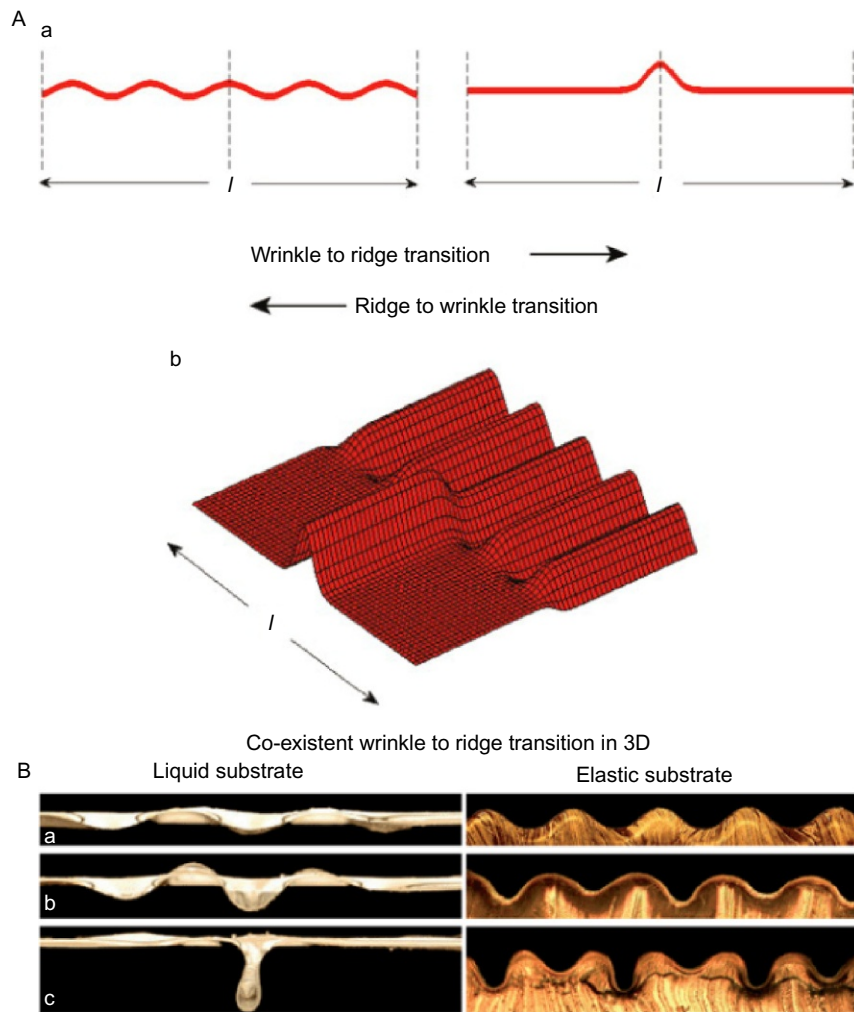 A
a
l
l
Wrinkle to ridge transition
Ridge to wrinkle transition
b
l
Co-existent wrinkle to ridge transition in 3D
B
Liquid substrate
Elastic substrate
a
b
c